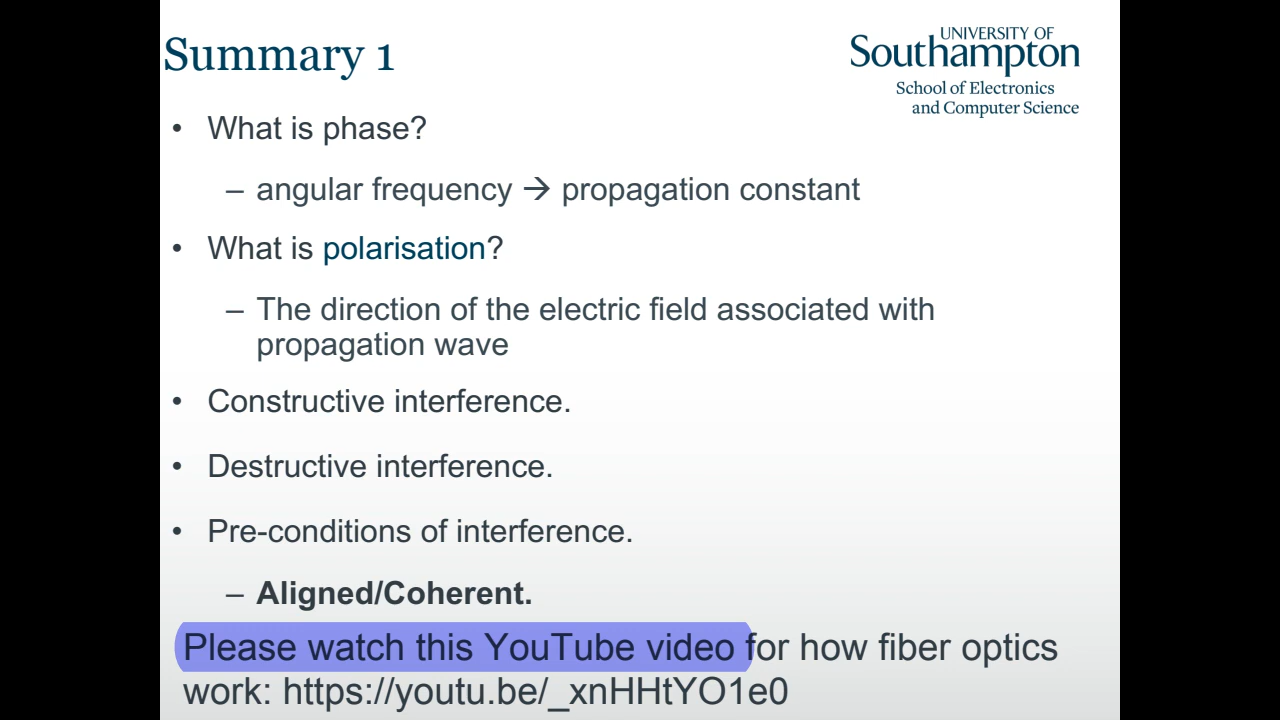 Summary 1
UNIVERSITY OF
Southampton
School of Electronics
and Computer Science
• What is phase?
– angular frequency → propagation constant
• What is polarisation?
– The direction of the electric field associated with
propagation wave
• Constructive interference.
• Destructive interference.
• Pre-conditions of interference.
– Aligned/Coherent.
Please watch this YouTube video for how fiber optics
work: https://youtu.be/_xnHHtYO1e0